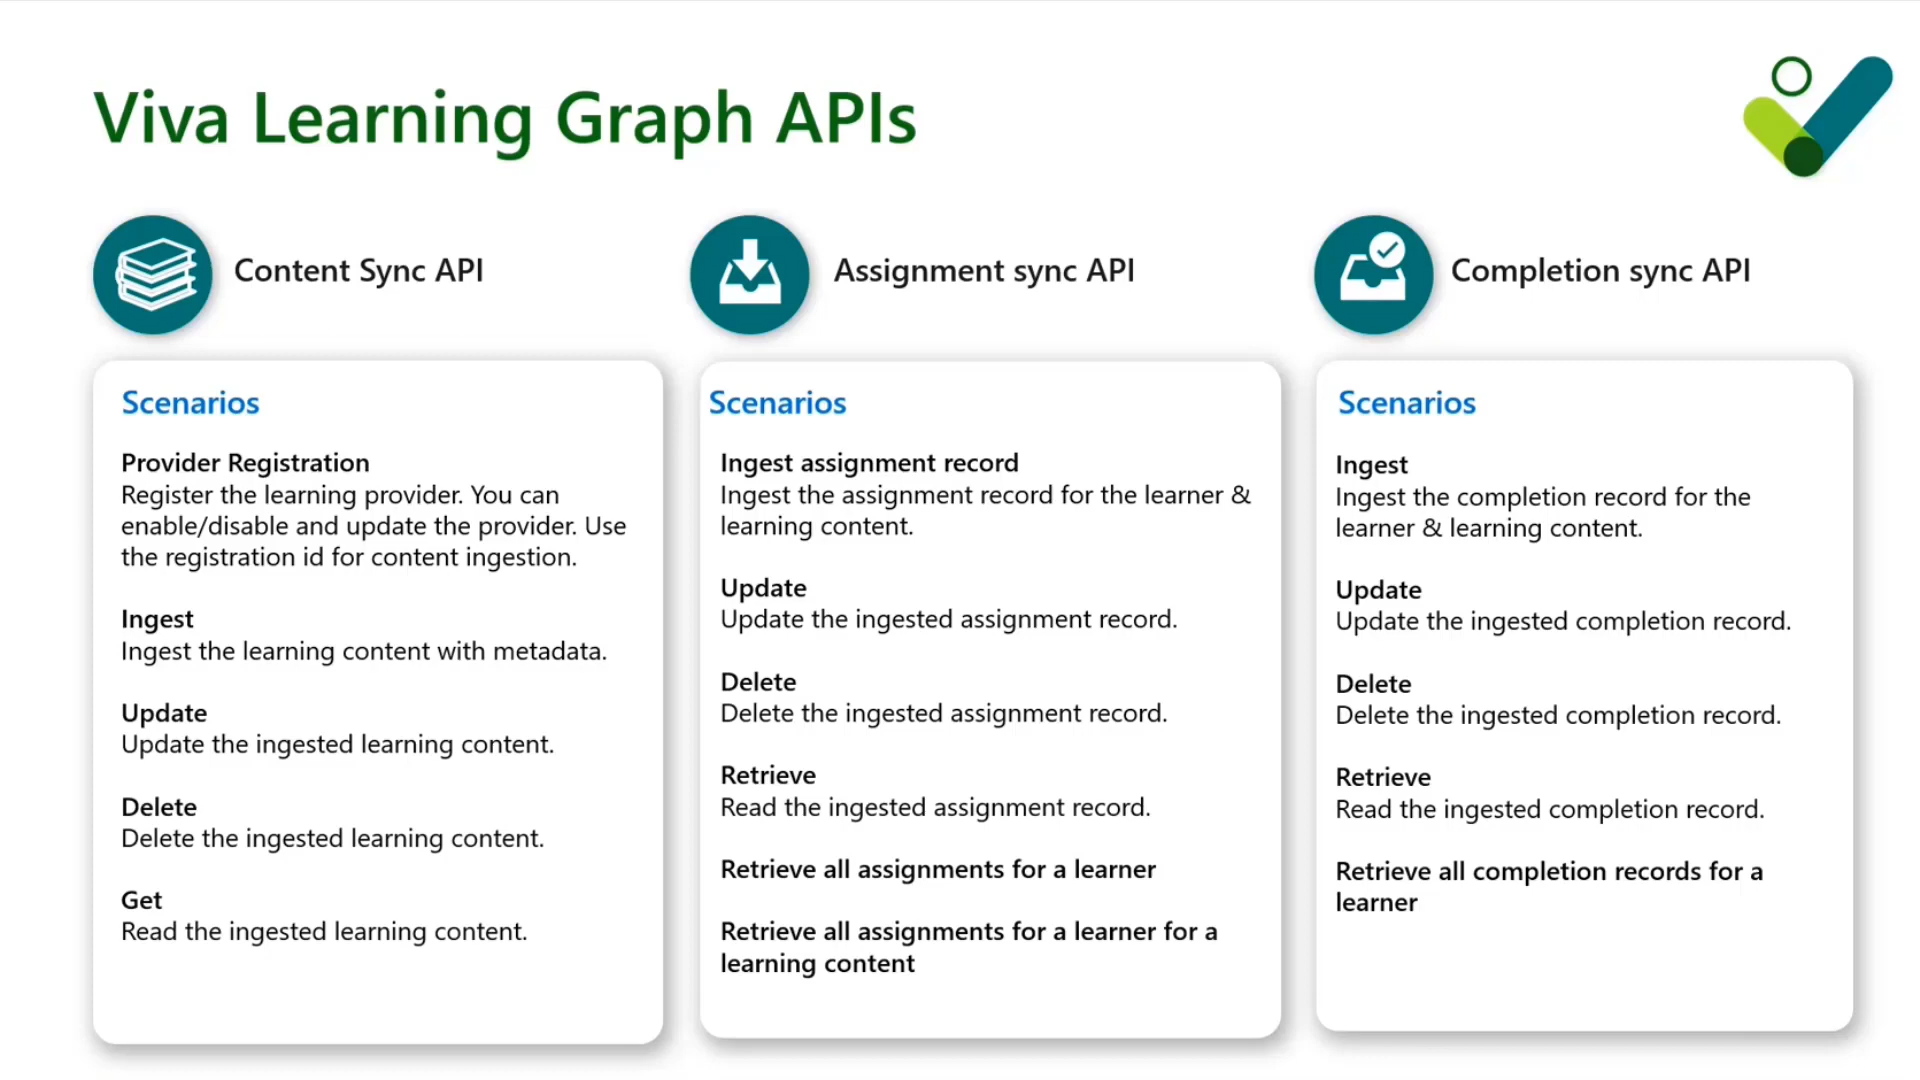 Viva Learning Graph APIs
Content Sync API
Scenarios
Provider Registration
Register the learning provider. You can
enable/disable and update the provider. Use
the registration id for content ingestion.
Ingest
Ingest the learning content with metadata.
Update
Update the ingested learning content.
Delete
Delete the ingested learning content.
Get
Read the ingested learning content.
Assignment sync API
Scenarios
Ingest assignment record
Ingest the assignment record for the learner &
learning content.
Update
Update the ingested assignment record.
Delete
Delete the ingested assignment record.
Retrieve
Read the ingested assignment record.
Retrieve all assignments for a learner
Retrieve all assignments for a learner for a
learning content
Completion sync API
Scenarios
Ingest
Ingest the completion record for the
learner & learning content.
Update
Update the ingested completion record.
Delete
Delete the ingested completion record.
Retrieve
Read the ingested completion record.
Retrieve all completion records for a
learner